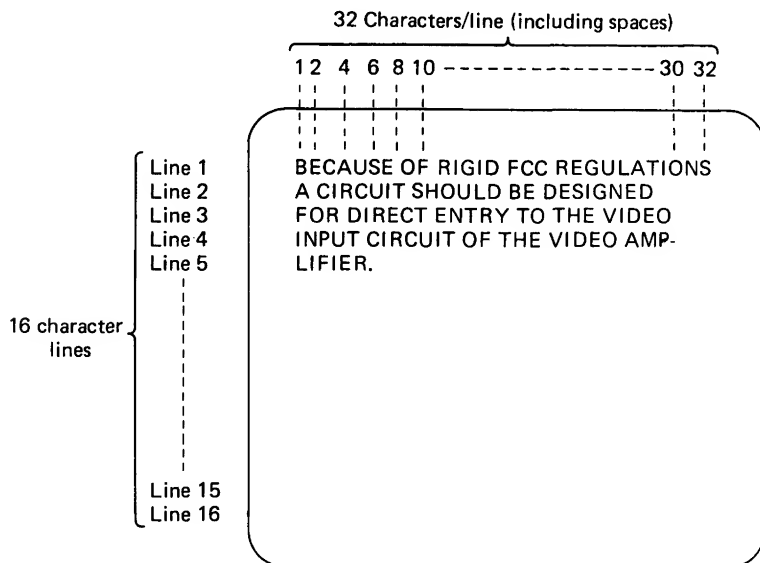 32 Characters/line (including spaces)
1 2 4 6 8 10 30 32
Line 1 BECAUSE OF RIGID FCC REGULATIONS
Line 2 A CIRCUIT SHOULD BE DESIGNED
Line 3 FOR DIRECT ENTRY TO THE VIDEO
Line 4 INPUT CIRCUIT OF THE VIDEO AMP-
Line 5 LIFIER.
16 character
lines
Line 15
Line 16